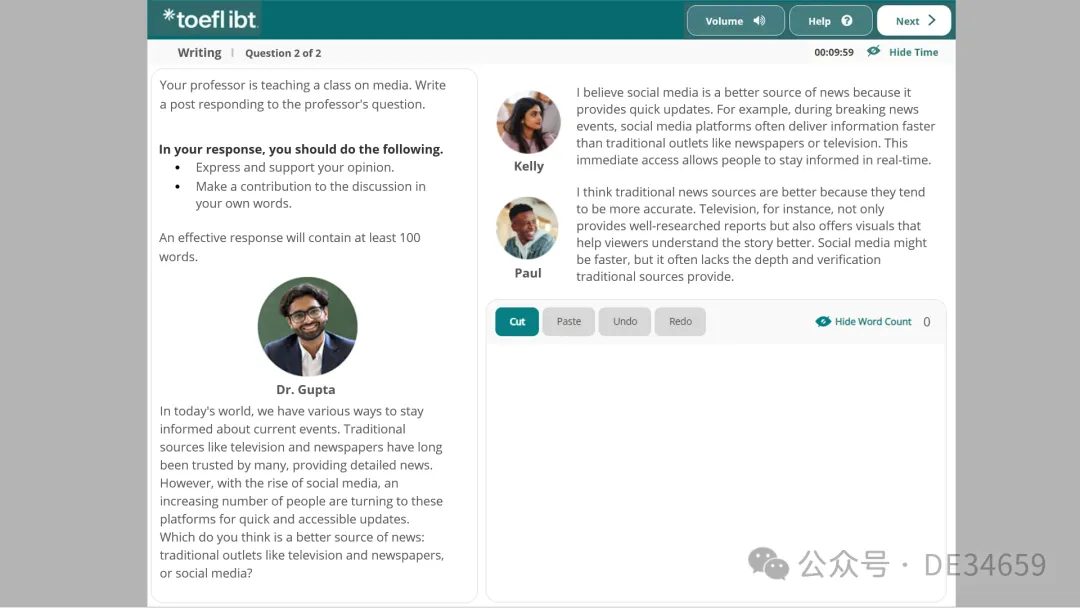 *toefl ibt.
Volume
Help
Next
Writing | Question 2 of 2
00:09:59 Hide Time
Your professor is teaching a class on media. Write
a post responding to the professor's question.
In your response, you should do the following.
• Express and support your opinion.
• Make a contribution to the discussion in
your own words.
An effective response will contain at least 100
words.
Dr. Gupta
In today's world, we have various ways to stay
informed about current events. Traditional
sources like television and newspapers have long
been trusted by many, providing detailed news.
However, with the rise of social media, an
increasing number of people are turning to these
platforms for quick and accessible updates.
Which do you think is a better source of news:
traditional outlets like television and newspapers,
or social media?
I believe social media is a better source of news because it
provides quick updates. For example, during breaking news
events, social media platforms often deliver information faster
than traditional outlets like newspapers or television. This
immediate access allows people to stay informed in real-time.
Kelly
I think traditional news sources are better because they tend
to be more accurate. Television, for instance, not only
provides well-researched reports but also offers visuals that
help viewers understand the story better. Social media might
be faster, but it often lacks the depth and verification
traditional sources provide.
Paul
Cut
Paste
Undo
Redo
Hide Word Count 0
公众号 · DE34659